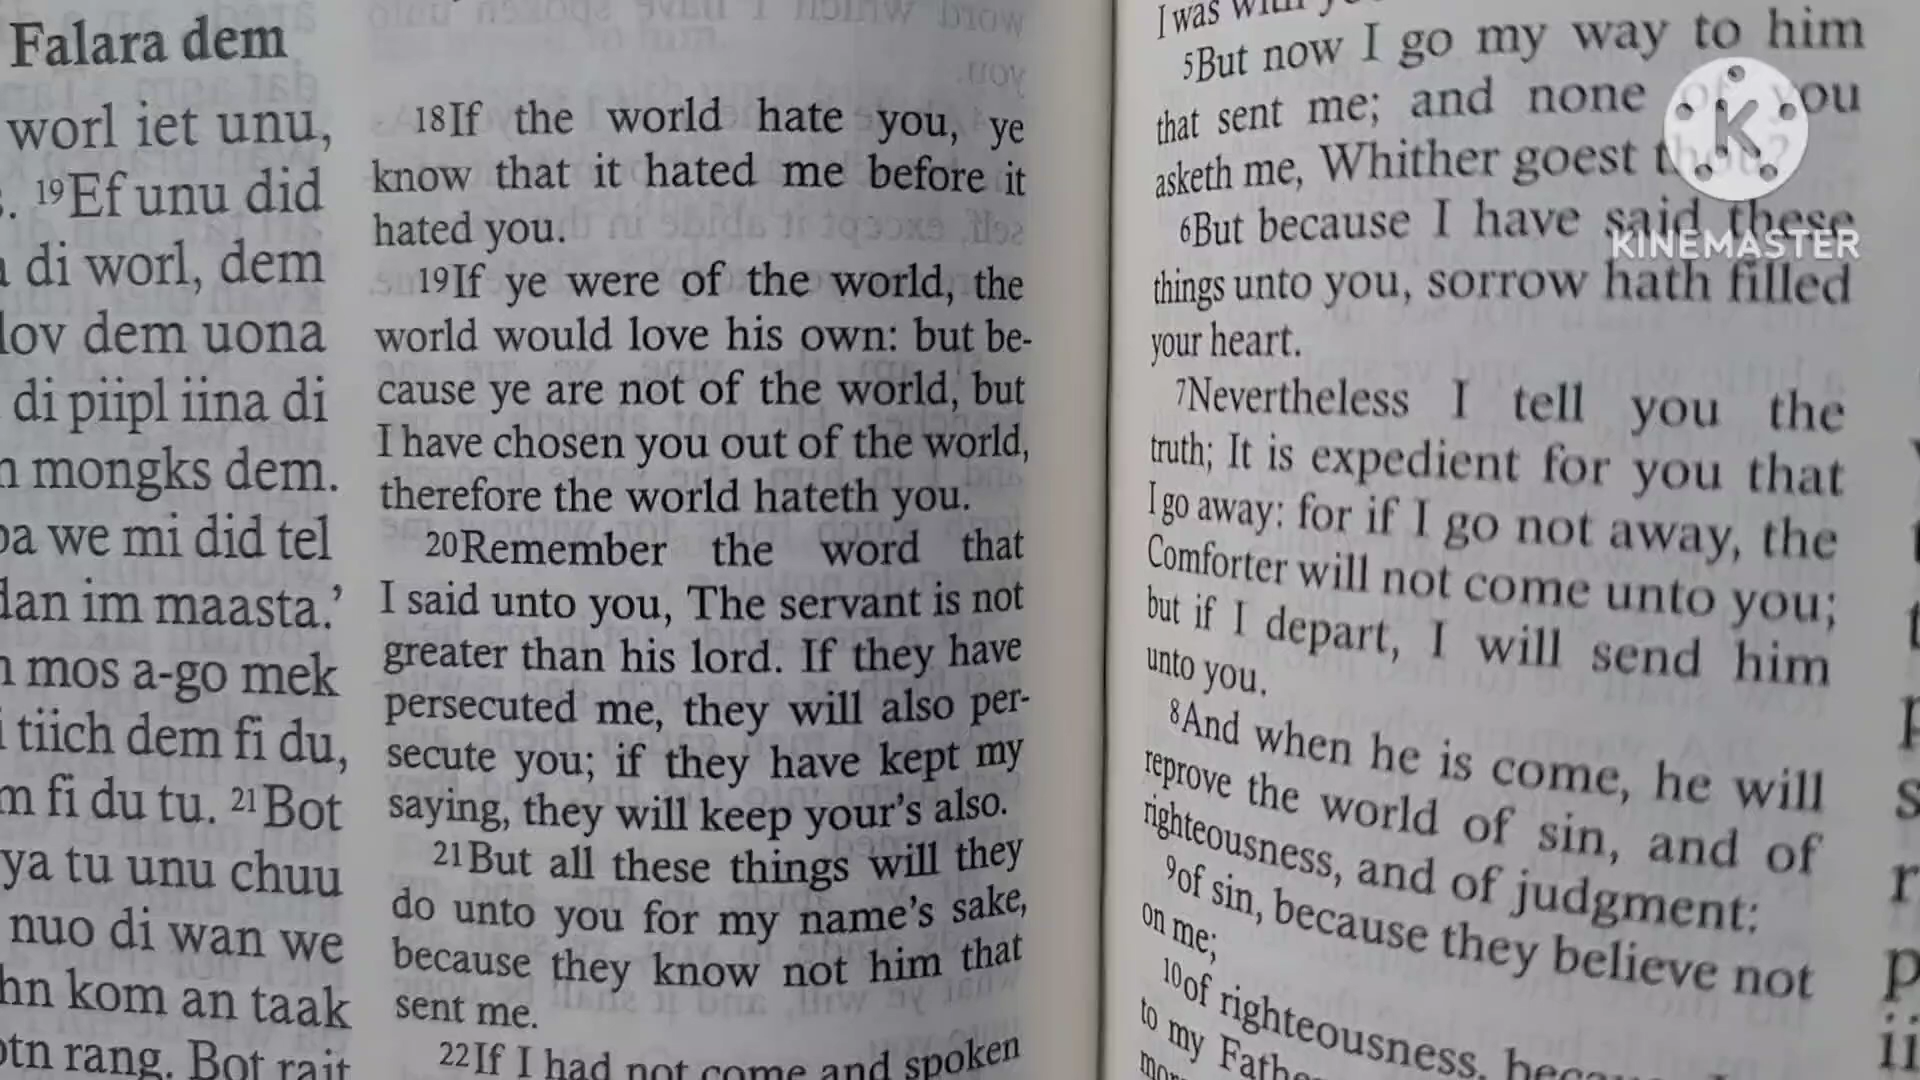 Falara dem
worl iet unu,
. 19Ef unu did
di worl, dem
lov dem uona
di piipl iina di
mongks dem.
we mi did tel
dan im maasta.’
mos a-go mek
tiich dem fi du,
fi du tu. 21Bot
ya tu unu chuu
nuo di wan we
kom an taak
rang. Bot rait
18If the world hate you, ye
know that it hated me before it
hated you.
19If ye were of the world, the
world would love his own: but be-
cause ye are not of the world, but
I have chosen you out of the world,
therefore the world hateth you.
20Remember the word that
I said unto you, The servant is not
greater than his lord. If they have
persecuted me, they will also per-
secute you; if they have kept my
saying, they will keep your’s also.
21But all these things will they
do unto you for my name’s sake,
because they know not him that
sent me.
22If I had not come and spoken
I was with
5But now I go my way to him
that sent me; and none of you
asketh me, Whither goest thou?
6But because I have said these
things unto you, sorrow hath filled
your heart.
7Nevertheless I tell you the
truth; It is expedient for you that
I go away: for if I go not away, the
Comforter will not come unto you;
but if I depart, I will send him
unto you.
8And when he is come, he will
reprove the world of sin, and of
righteousness, and of judgment:
9of sin, because they believe not
on me;
10of righteousness,
to my
K
KINEMASTER